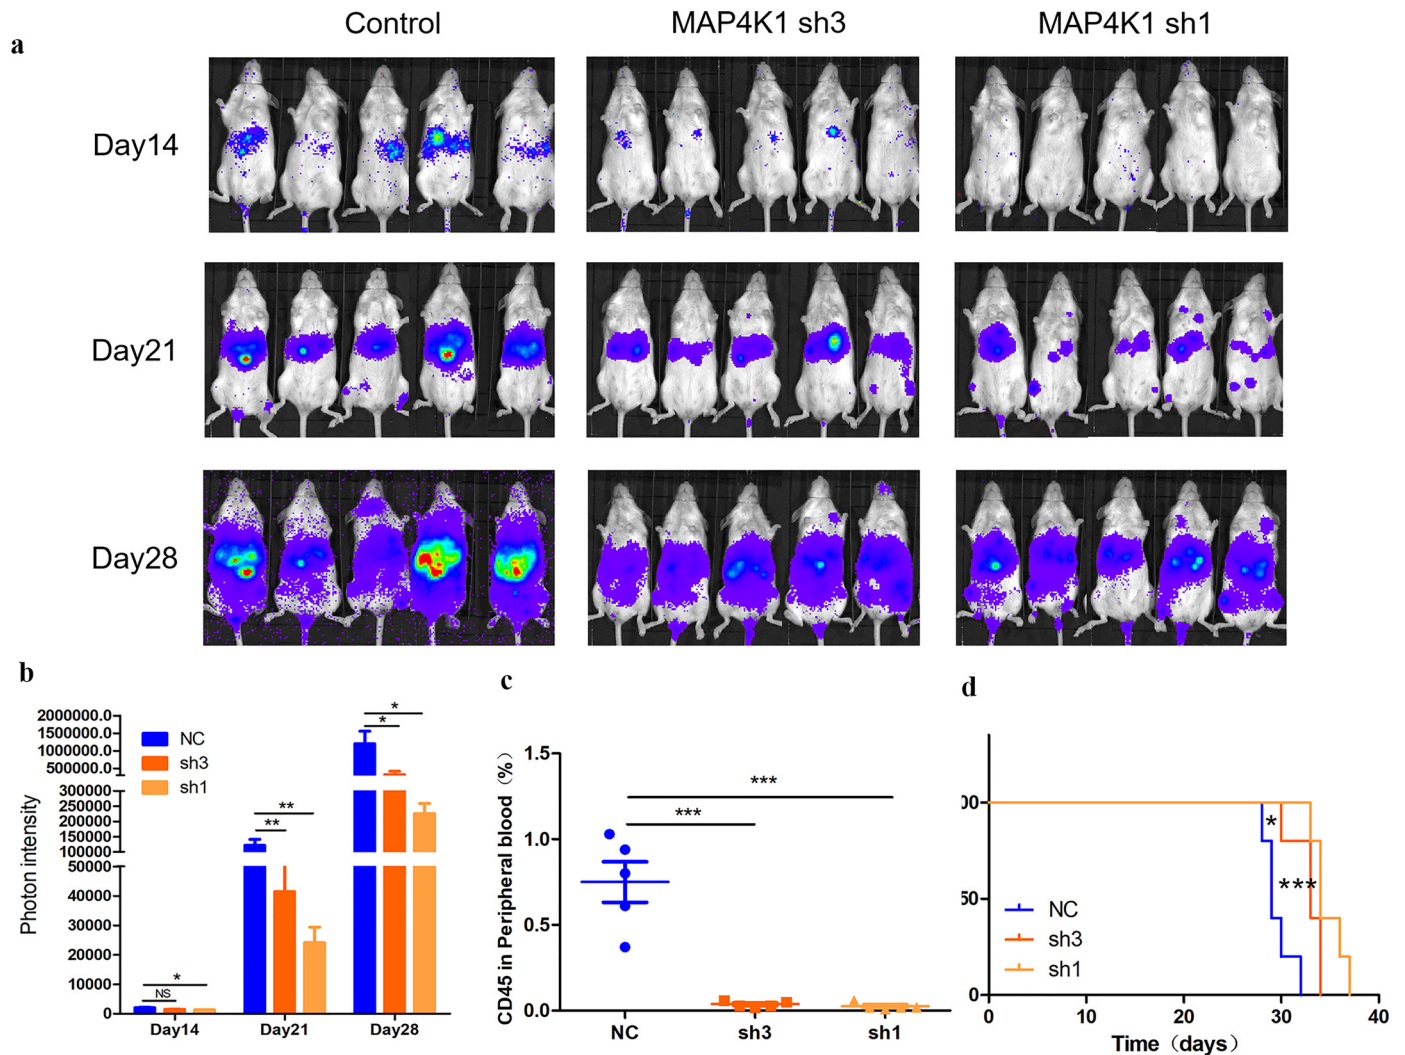 Control MAP4K1 sh3 MAP4K1 sh1
a
Day14
Day21
Day28
b
2000000.0
1500000.0
1000000.0
500000.0
300000
250000
200000
150000
100000
50000
40000
30000
20000
10000
0
Photon intensity
NC
sh3
sh1
* NS
** **
* *
Day14 Day21 Day28
c
1.5
1.0
0.5
0.0
CD45 in Peripheral blood (%)
***
***
NC sh3 sh1
d
00
50
0
*
***
NC
sh3
sh1
0 10 20 30 40
Time (days)